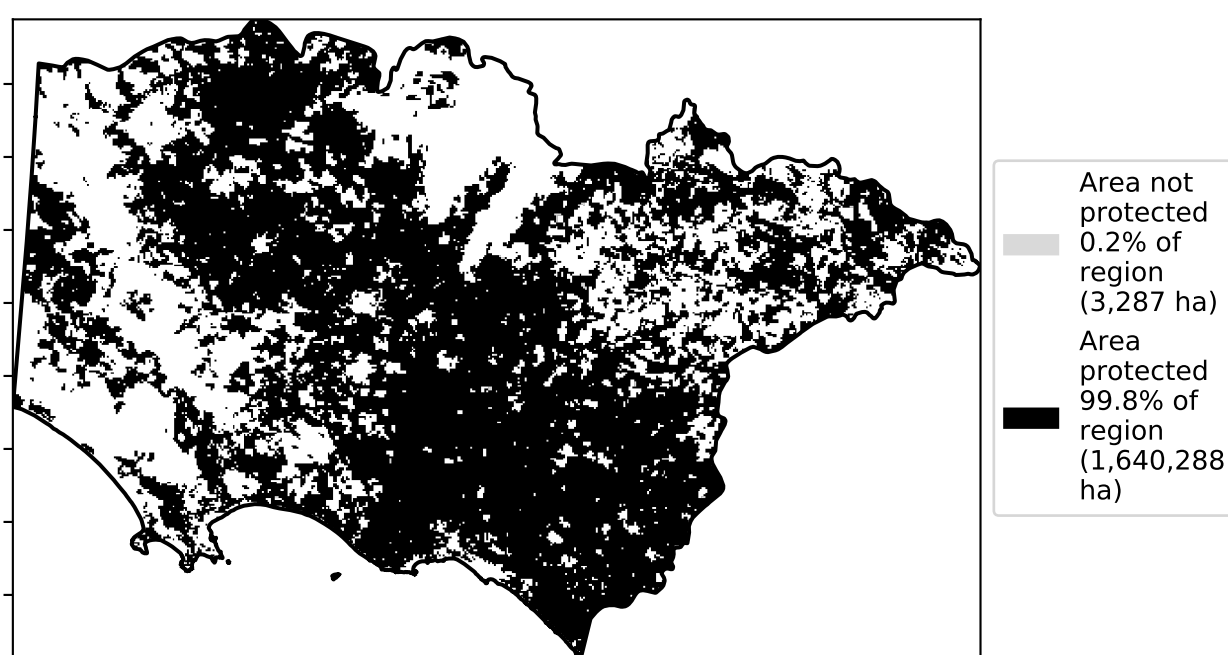 Area not
protected
0.2% of
region
(3,287 ha)
Area
protected
99.8% of
region
(1,640,288
ha)